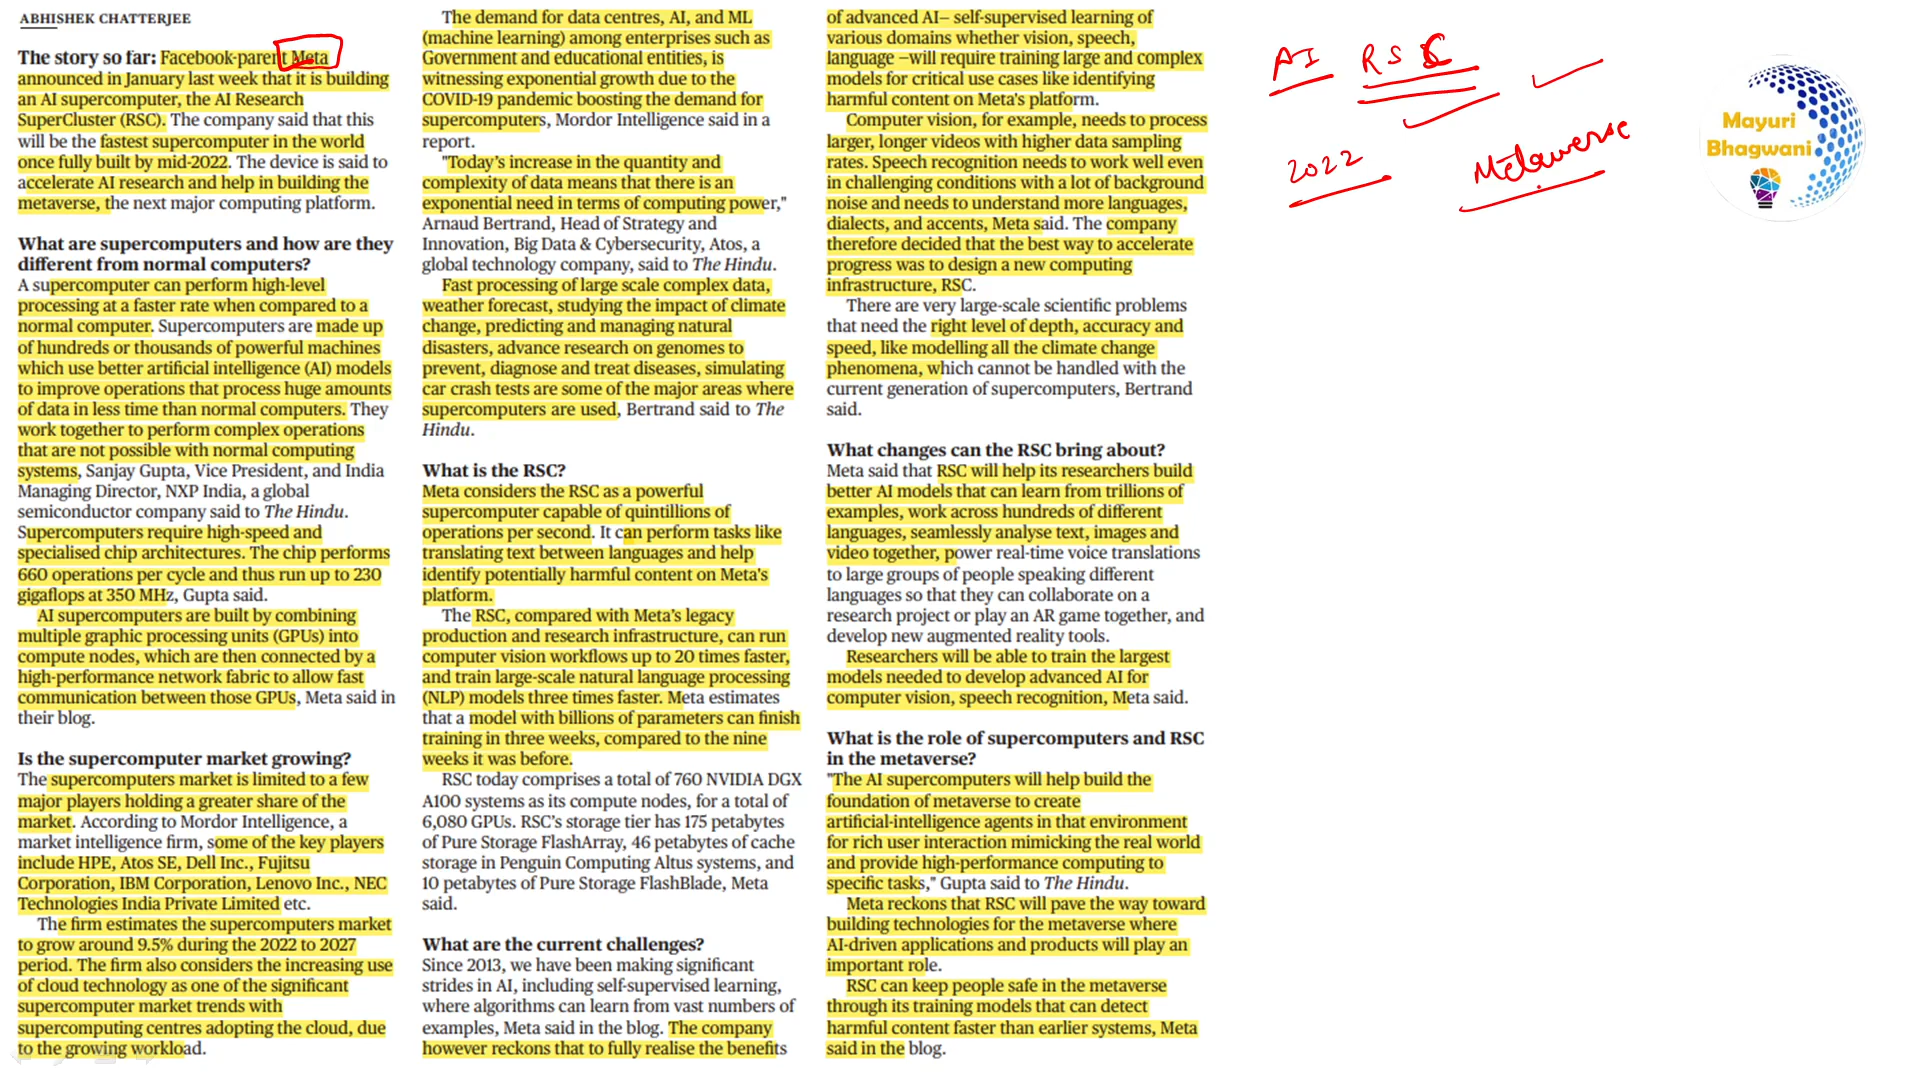 ABHISHEK CHATTERJEE
The story so far: Facebook-parent Meta
announced in January last week that it is building
an AI supercomputer, the AI Research
SuperCluster (RSC). The company said that this
will be the fastest supercomputer in the world
once fully built by mid-2022. The device is said to
accelerate AI research and help in building the
metaverse, the next major computing platform.
What are supercomputers and how are they
different from normal computers?
A supercomputer can perform high-level
processing at a faster rate when compared to a
normal computer. Supercomputers are made up
of hundreds or thousands of powerful machines
which use better artificial intelligence (AI) models
to improve operations that process huge amounts
of data in less time than normal computers. They
work together to perform complex operations
that are not possible with normal computing
systems, Sanjay Gupta, Vice President, and India
Managing Director, NXP India, a global
semiconductor company said to The Hindu.
Supercomputers require high-speed and
specialised chip architectures. The chip performs
660 operations per cycle and thus run up to 230
gigaflops at 350 MHz, Gupta said.
AI supercomputers are built by combining
multiple graphic processing units (GPUs) into
compute nodes, which are then connected by a
high-performance network fabric to allow fast
communication between those GPUs, Meta said in
their blog.
Is the supercomputer market growing?
The supercomputers market is limited to a few
major players holding a greater share of the
market. According to Mordor Intelligence, a
market intelligence firm, some of the key players
include HPE, Atos SE, Dell Inc., Fujitsu
Corporation, IBM Corporation, Lenovo Inc., NEC
Technologies India Private Limited etc.
The firm estimates the supercomputers market
to grow around 9.5% during the 2022 to 2027
period. The firm also considers the increasing use
of cloud technology as one of the significant
supercomputer market trends with
supercomputing centres adopting the cloud, due
to the growing workload.
The demand for data centres, AI, and ML
(machine learning) among enterprises such as
Government and educational entities, is
witnessing exponential growth due to the
COVID-19 pandemic boosting the demand for
supercomputers, Mordor Intelligence said in a
report.
"Today's increase in the quantity and
complexity of data means that there is an
exponential need in terms of computing power,"
Arnaud Bertrand, Head of Strategy and
Innovation, Big Data & Cybersecurity, Atos, a
global technology company, said to The Hindu.
Fast processing of large scale complex data,
weather forecast, studying the impact of climate
change, predicting and managing natural
disasters, advance research on genomes to
prevent, diagnose and treat diseases, simulating
car crash tests are some of the major areas where
supercomputers are used, Bertrand said to The
Hindu.
What is the RSC?
Meta considers the RSC as a powerful
supercomputer capable of quintillions of
operations per second. It can perform tasks like
translating text between languages and help
identify potentially harmful content on Meta's
platform.
The RSC, compared with Meta's legacy
production and research infrastructure, can run
computer vision workflows up to 20 times faster,
and train large-scale natural language processing
(NLP) models three times faster. Meta estimates
that a model with billions of parameters can finish
training in three weeks, compared to the nine
weeks it was before.
RSC today comprises a total of 760 NVIDIA DGX
A100 systems as its compute nodes, for a total of
6,080 GPUs. RSC's storage tier has 175 petabytes
of Pure Storage FlashArray, 46 petabytes of cache
storage in Penguin Computing Altus systems, and
10 petabytes of Pure Storage FlashBlade, Meta
said.
What are the current challenges?
Since 2013, we have been making significant
strides in AI, including self-supervised learning,
where algorithms can learn from vast numbers of
examples, Meta said in the blog. The company
however reckons that to fully realise the benefits
of advanced AI– self-supervised learning of
various domains whether vision, speech,
language –will require training large and complex
models for critical use cases like identifying
harmful content on Meta's platform.
Computer vision, for example, needs to process
larger, longer videos with higher data sampling
rates. Speech recognition needs to work well even
in challenging conditions with a lot of background
noise and needs to understand more languages,
dialects, and accents, Meta said. The company
therefore decided that the best way to accelerate
progress was to design a new computing
infrastructure, RSC.
There are very large-scale scientific problems
that need the right level of depth, accuracy and
speed, like modelling all the climate change
phenomena, which cannot be handled with the
current generation of supercomputers, Bertrand
said.
What changes can the RSC bring about?
Meta said that RSC will help its researchers build
better AI models that can learn from trillions of
examples, work across hundreds of different
languages, seamlessly analyse text, images and
video together, power real-time voice translations
to large groups of people speaking different
languages so that they can collaborate on a
research project or play an AR game together, and
develop new augmented reality tools.
Researchers will be able to train the largest
models needed to develop advanced AI for
computer vision, speech recognition, Meta said.
What is the role of supercomputers and RSC
in the metaverse?
"The AI supercomputers will help build the
foundation of metaverse to create
artificial-intelligence agents in that environment
for rich user interaction mimicking the real world
and provide high-performance computing to
specific tasks," Gupta said to The Hindu.
Meta reckons that RSC will pave the way toward
building technologies for the metaverse where
AI-driven applications and products will play an
important role.
RSC can keep people safe in the metaverse
through its training models that can detect
harmful content faster than earlier systems, Meta
said in the blog.
AI RSC
2022 Metaverse
Mayuri
Bhagwani